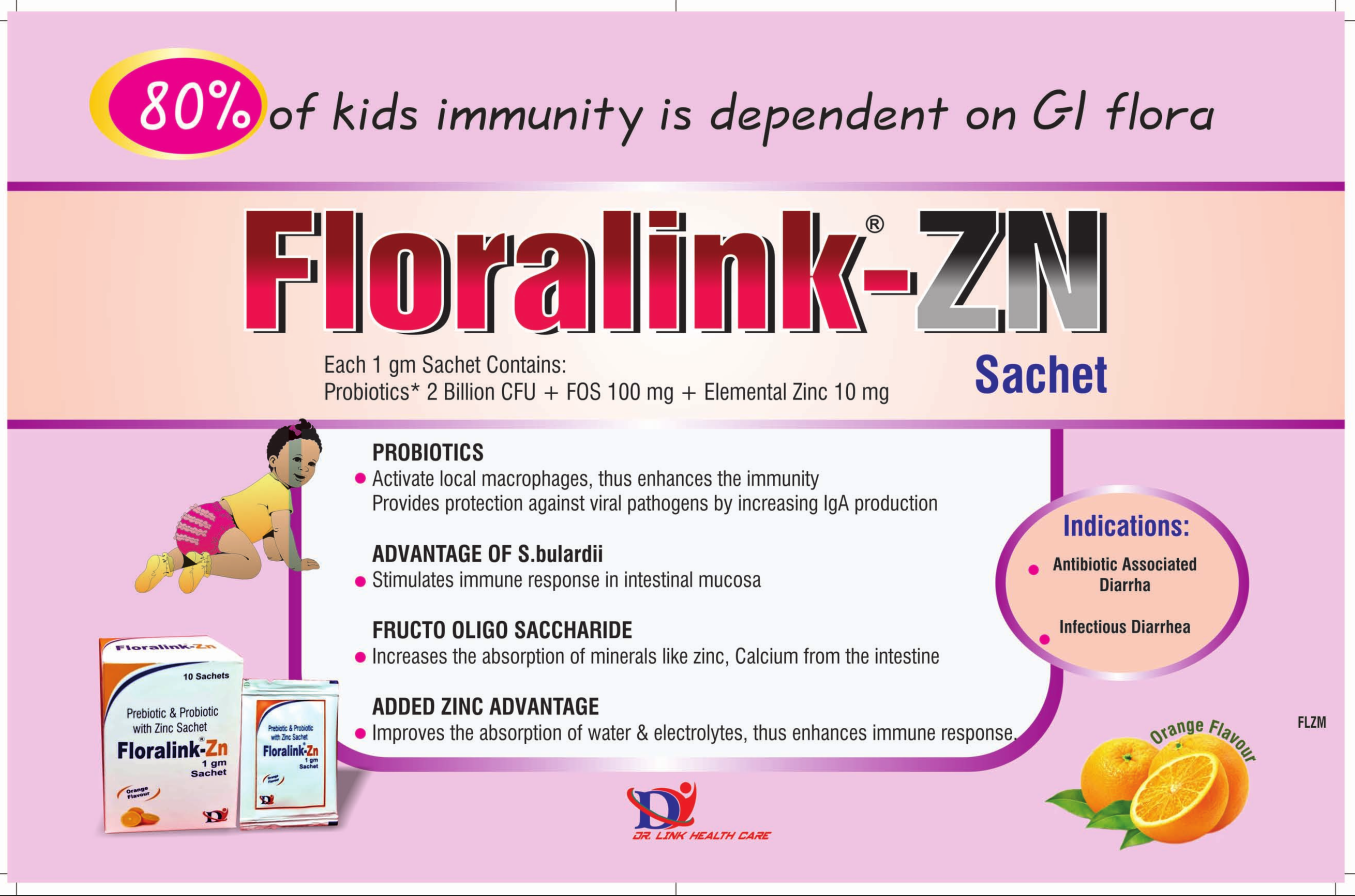 80% of kids immunity is dependent on GI flora
Floralink®-ZN
Each 1 gm Sachet Contains:
Probiotics* 2 Billion CFU + FOS 100 mg + Elemental Zinc 10 mg
Sachet
PROBIOTICS
Activate local macrophages, thus enhances the immunity
Provides protection against viral pathogens by increasing IgA production
ADVANTAGE OF S.bulardii
Stimulates immune response in intestinal mucosa
FRUCTO OLIGO SACCHARIDE
Increases the absorption of minerals like zinc, Calcium from the intestine
ADDED ZINC ADVANTAGE
Improves the absorption of water & electrolytes, thus enhances immune response.
Indications:
Antibiotic Associated
Diarrha
Infectious Diarrhea
Floralink-Zn
10 Sachets
Prebiotic & Probiotic
with Zinc Sachet
Floralink®-Zn
1 gm
Sachet
Orange
Flavour
Prebiotic & Probiotic
with Zinc Sachet
Floralink®-Zn
1 gm
Sachet
Orange
Flavour
DR. LINK HEALTH CARE
Orange Flavour
FLZM